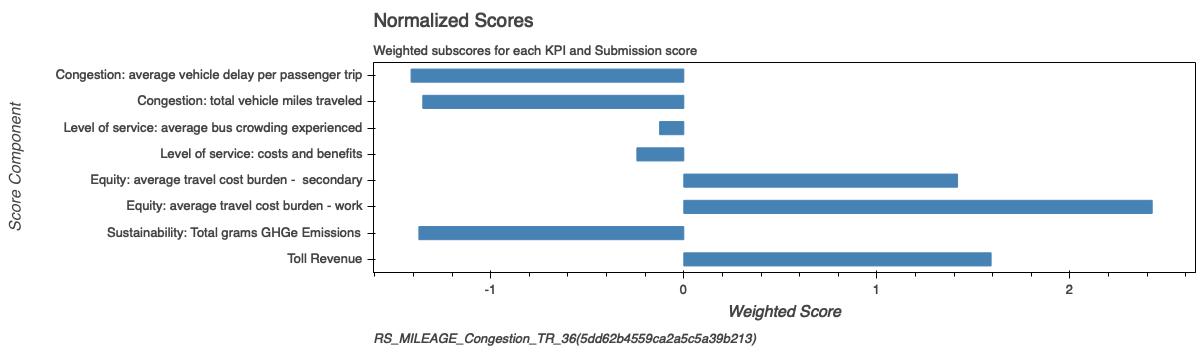 Normalized Scores
Weighted subscores for each KPI and Submission score
Score Component
Congestion: average vehicle delay per passenger trip
Congestion: total vehicle miles traveled
Level of service: average bus crowding experienced
Level of service: costs and benefits
Equity: average travel cost burden -  secondary
Equity: average travel cost burden - work
Sustainability: Total grams GHGe Emissions
Toll Revenue
-1 0 1 2
Weighted Score
RS_MILEAGE_Congestion_TR_36(5dd62b4559ca2a5c5a39b213)